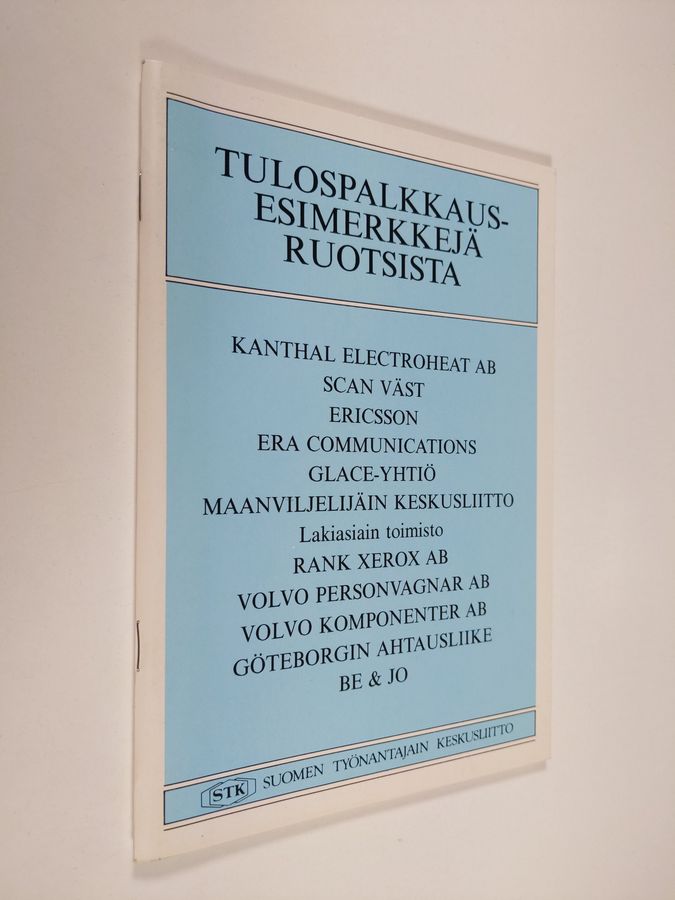 TULOSPALKKAUS-
ESIMERKKEJÄ
RUOTSISTA
KANTHAL ELECTROHEAT AB
SCAN VÄST
ERICSSON
ERA COMMUNICATIONS
GLACE-YHTIÖ
MAANVILJELIJÄIN KESKUSLIITTO
Lakiasiain toimisto
RANK XEROX AB
VOLVO PERSONVAGNAR AB
VOLVO KOMPONENTER AB
GÖTEBORGIN AHTAUSLIIKE
BE & JO
STK SUOMEN TYÖNANTAJAIN KESKUSLIITTO